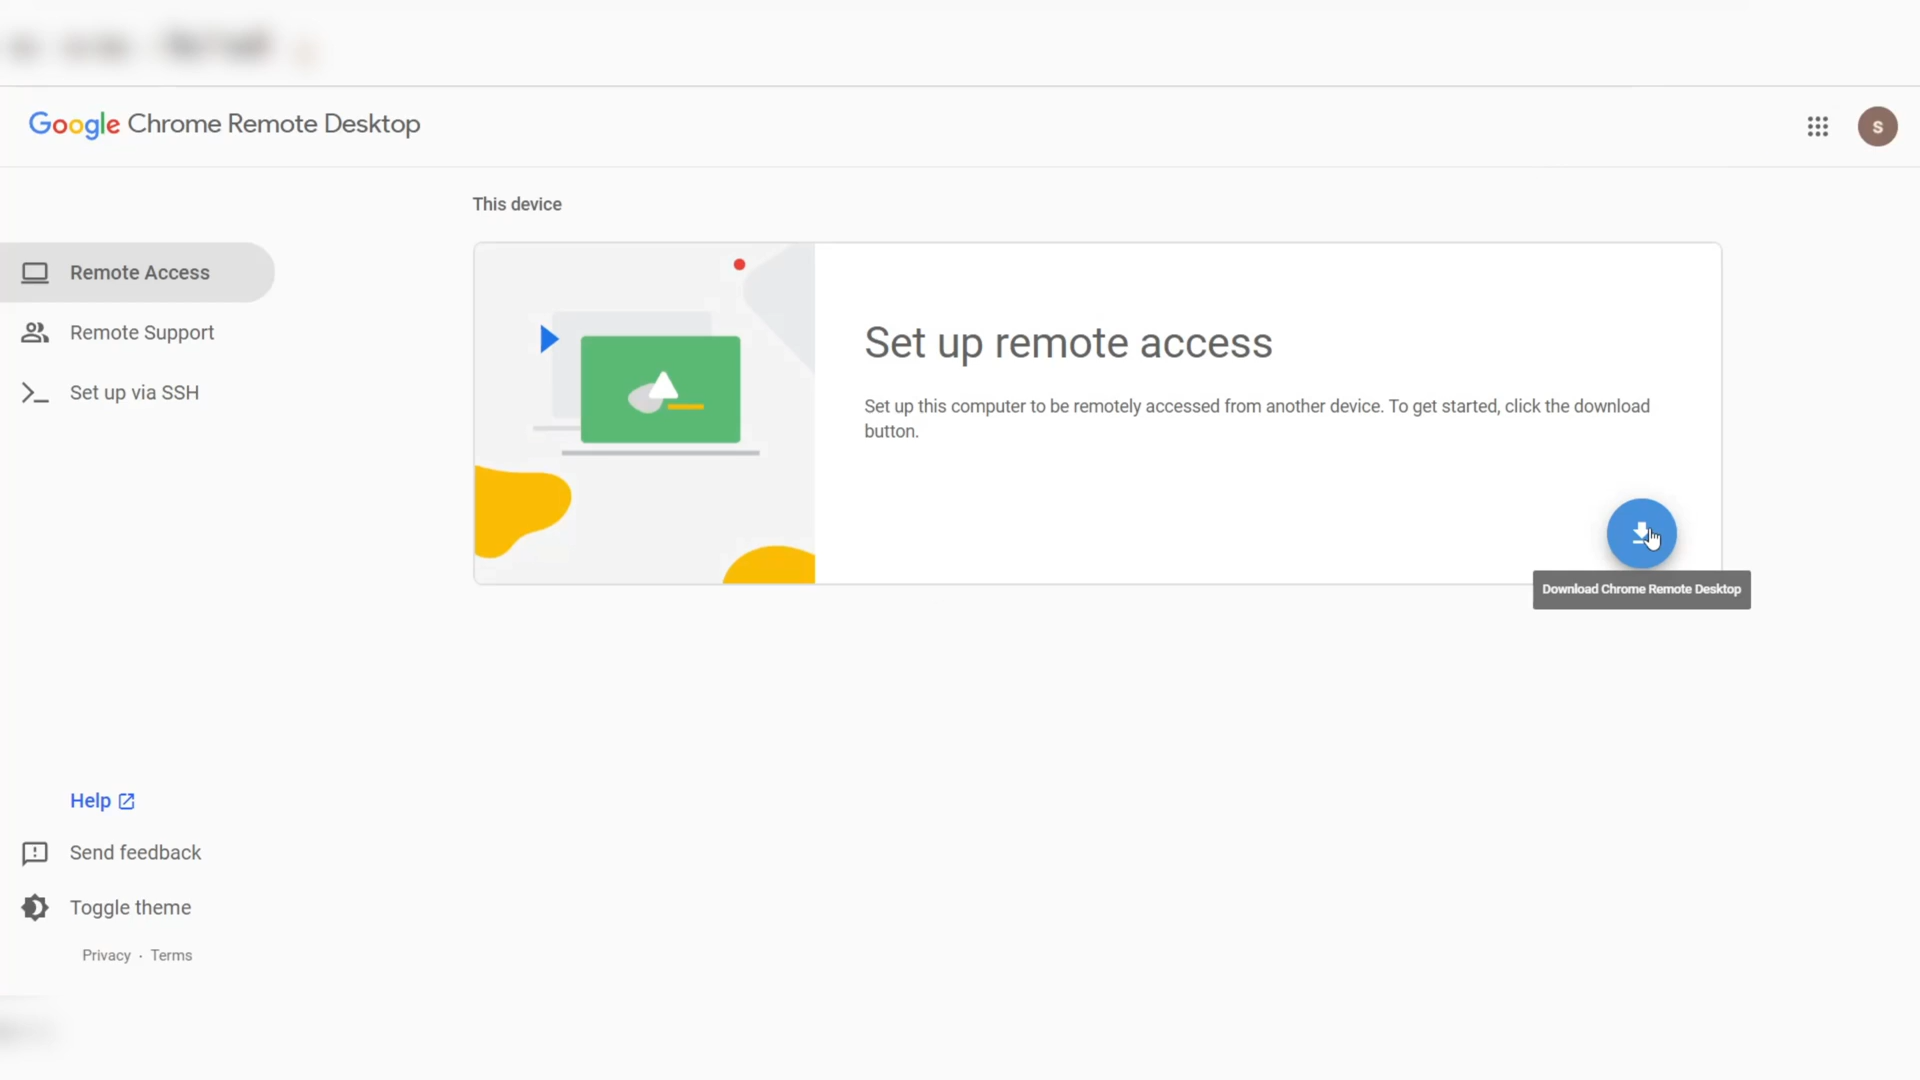 Google Chrome Remote Desktop
S
This device
Remote Access
Remote Support
Set up via SSH
Set up remote access
Set up this computer to be remotely accessed from another device. To get started, click the download
button.
Download Chrome Remote Desktop
Help
Send feedback
Toggle theme
Privacy · Terms